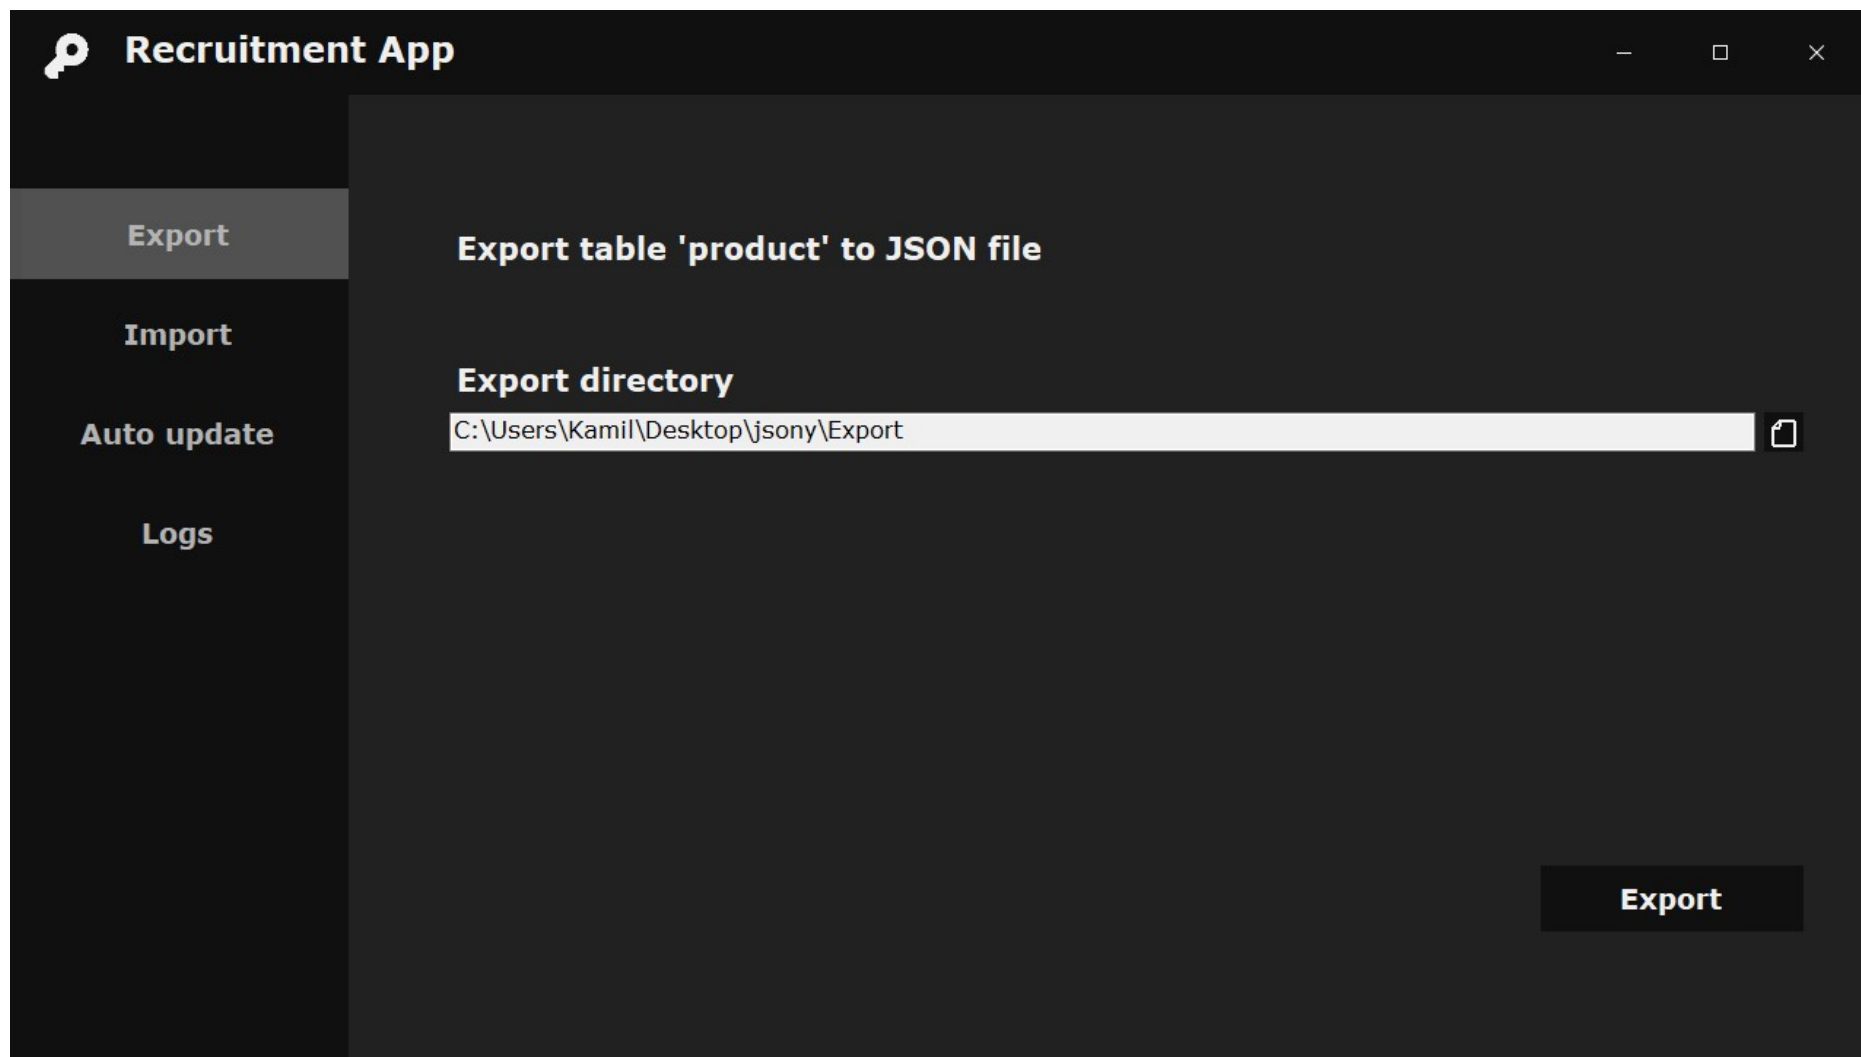 Recruitment App
Export
Import
Auto update
Logs
Export table 'product' to JSON file
Export directory
C:\Users\Kamil\Desktop\jsony\Export
Export